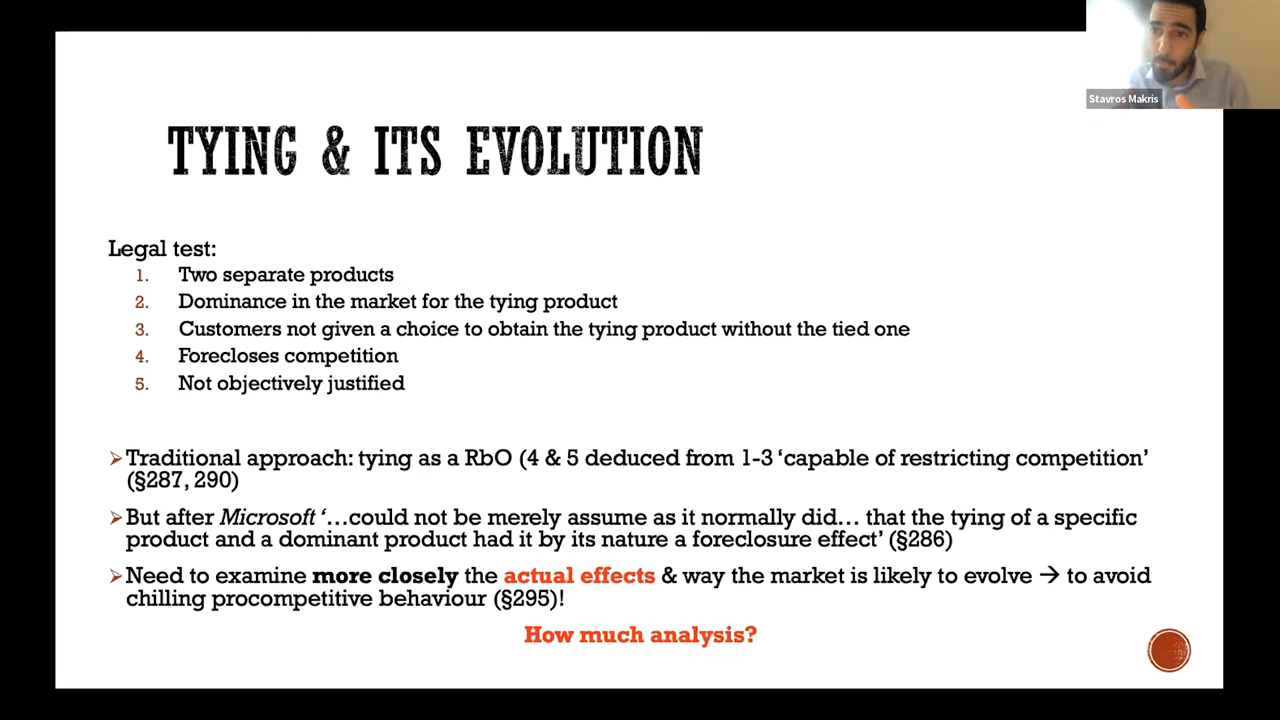 Stavros Makris
TYING & ITS EVOLUTION
Legal test:
1. Two separate products
2. Dominance in the market for the tying product
3. Customers not given a choice to obtain the tying product without the tied one
4. Forecloses competition
5. Not objectively justified
➢Traditional approach: tying as a RbO (4 & 5 deduced from 1-3 ‘capable of restricting competition’
(§287, 290)
➢But after Microsoft ‘…could not be merely assume as it normally did… that the tying of a specific
product and a dominant product had it by its nature a foreclosure effect’ (§286)
➢Need to examine more closely the actual effects & way the market is likely to evolve → to avoid
chilling procompetitive behaviour (§295)!
How much analysis?